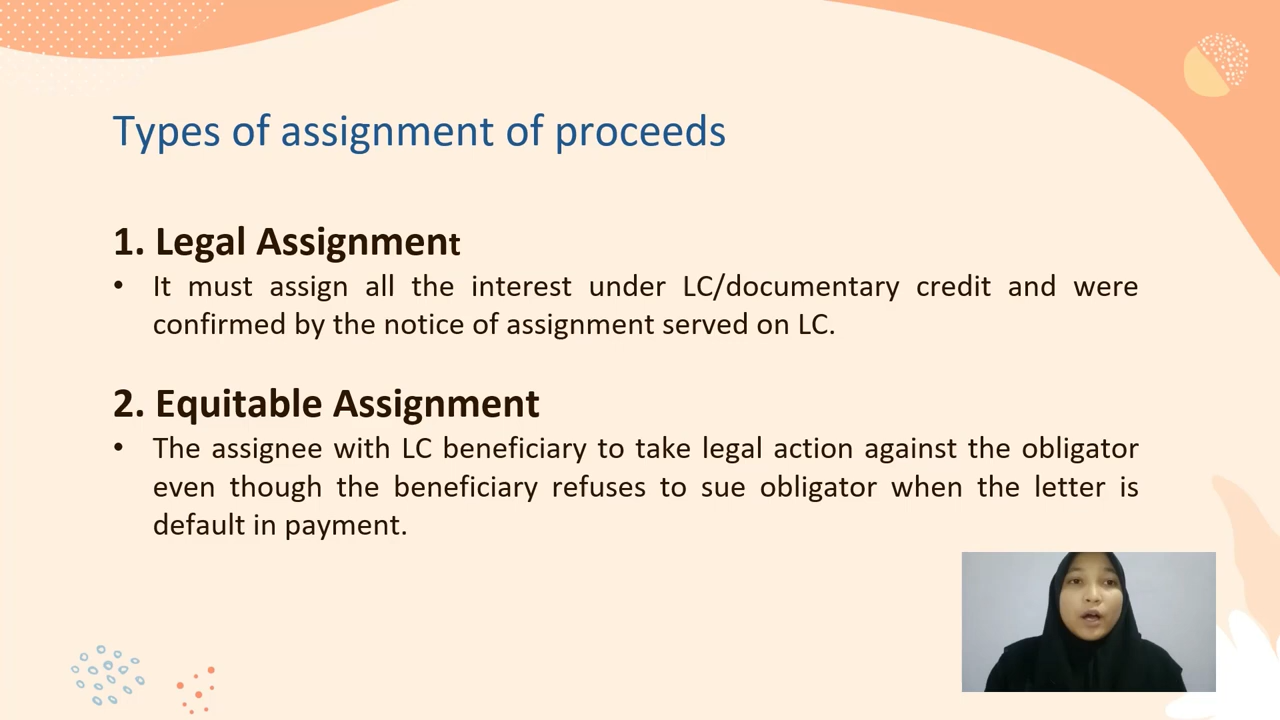 Types of assignment of proceeds
1. Legal Assignment
• It must assign all the interest under LC/documentary credit and were
confirmed by the notice of assignment served on LC.
2. Equitable Assignment
• The assignee with LC beneficiary to take legal action against the obligator
even though the beneficiary refuses to sue obligator when the letter is
default in payment.